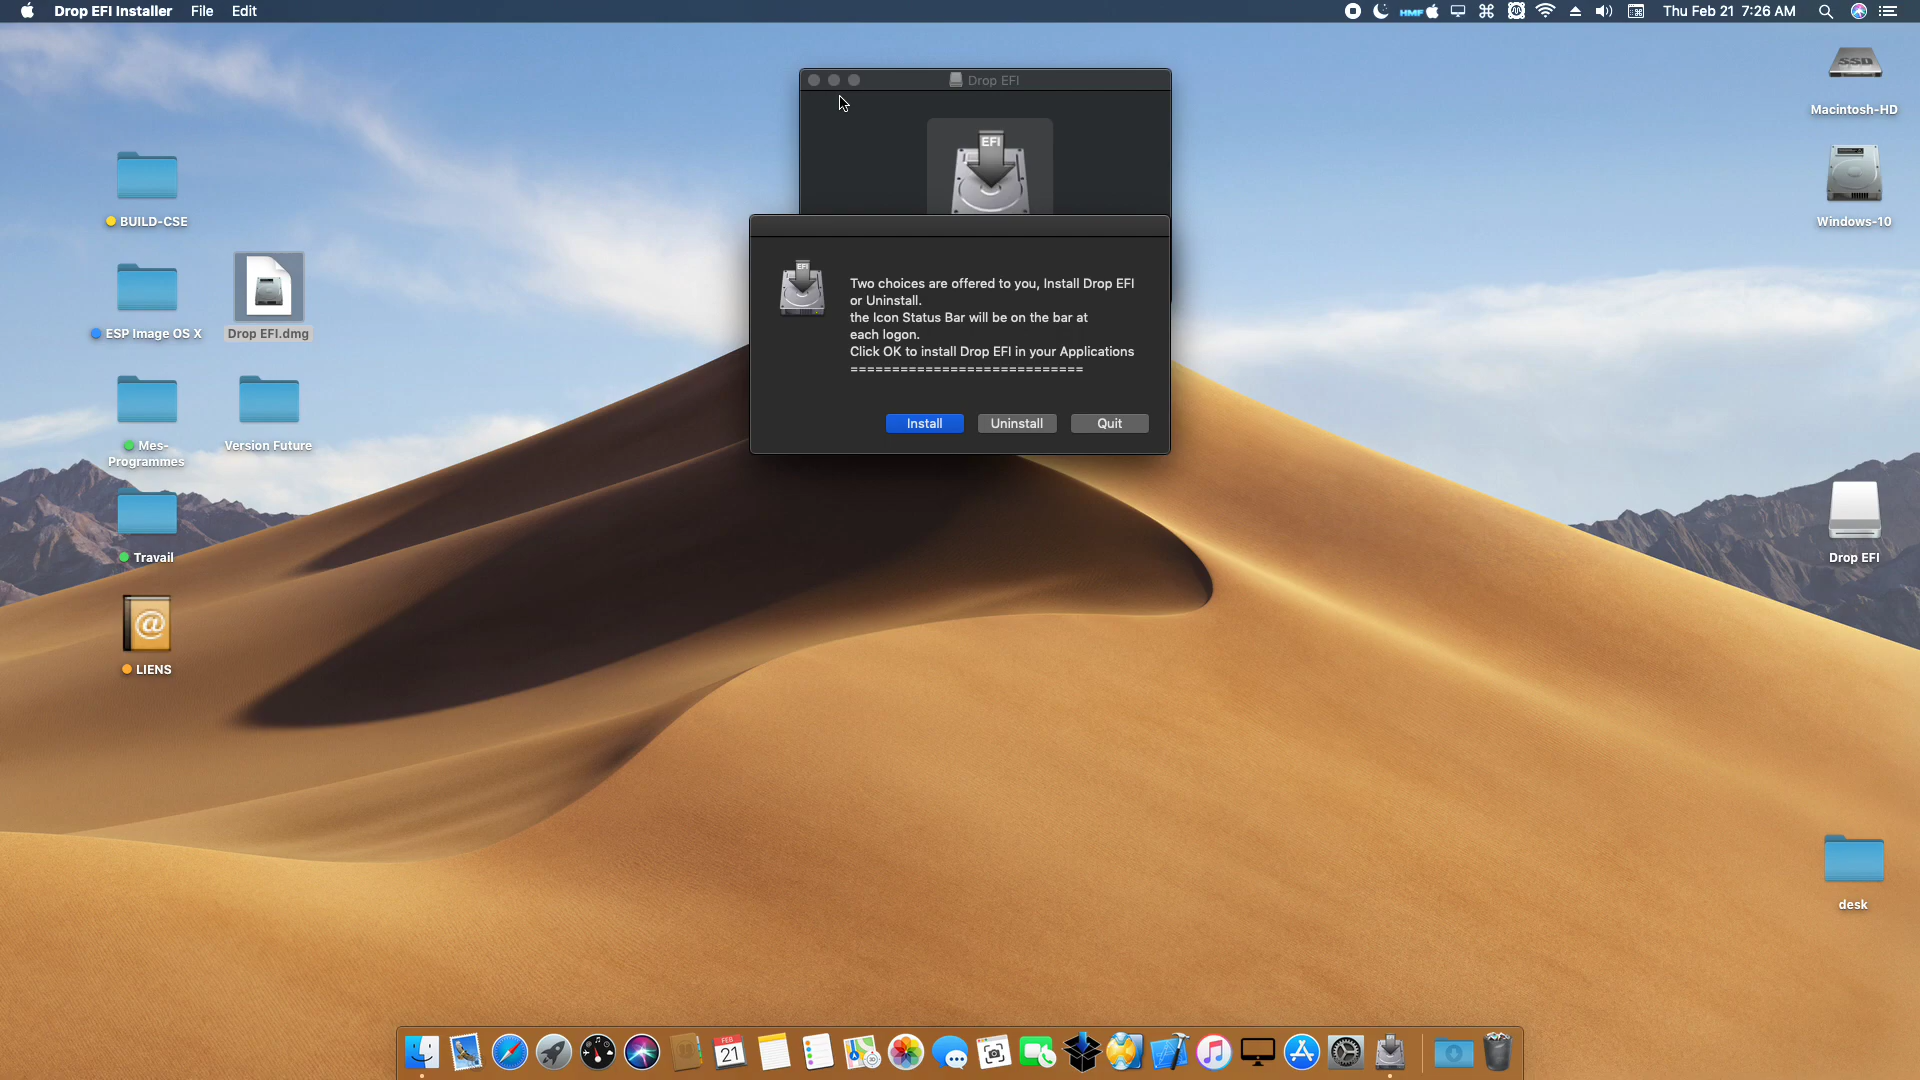 Drop EFI Installer File Edit HMF Thu Feb 21 7:26 AM
Drop EFI
EFI
SSD
Macintosh-HD
Windows-10
BUILD-CSE
ESP Image OS X
Drop EFI.dmg
Mes-
Programmes
Version Future
Travail
LIENS
EFI
Two choices are offered to you, Install Drop EFI
or Uninstall.
the Icon Status Bar will be on the bar at
each logon.
Click OK to install Drop EFI in your Applications
============================
Install Uninstall Quit
Drop EFI
desk
FEB
21